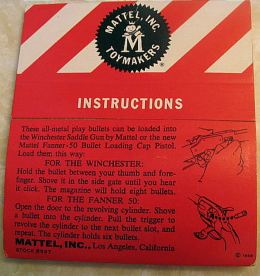 MATTEL, INC.
M
TOYMAKERS
INSTRUCTIONS
These all-metal play bullets can be loaded into
the Winchester Saddle Gun by Mattel or the new
Mattel Fanner-50 Bullet Loading Cap Pistol.
Load them this way:
FOR THE WINCHESTER:
Hold the bullet between your thumb and fore-
finger. Shove it in the side gate until you hear
it click. The magazine will hold eight bullets.
FOR THE FANNER 50:
Open the door to the revolving cylinder. Shove
a bullet into the cylinder. Pull the trigger to
revolve the cylinder to the next bullet slot, and
repeat. The cylinder holds six bullets.
MATTEL, INC., Los Angeles, California
STOCK
©